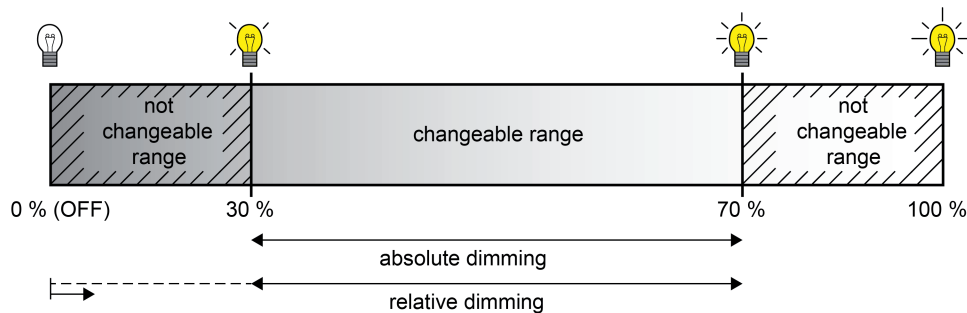 not
changeable
range
changeable range
not
changeable
range
0 % (OFF)
30 %
70 %
100 %
absolute dimming
relative dimming